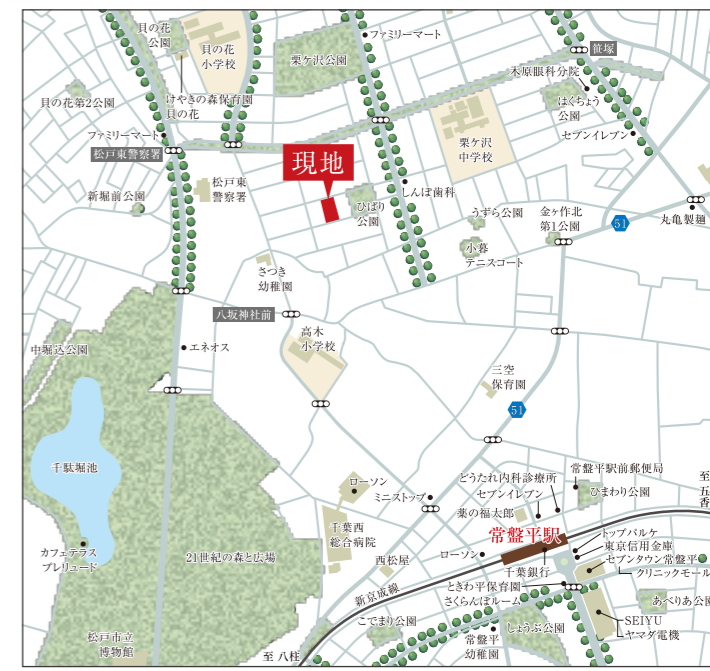 貝の花
公園
貝の花
小学校
栗ケ沢公園
ファミリーマート
笹塚
木原眼科分院
はくちょう
公園
セブンイレブン
貝の花第2公園
けやきの森保育園
貝の花
ファミリーマート
松戸東警察署
栗ケ沢
中学校
現地
新堀前公園
松戸東
警察署
ひばり
公園
しんぽ歯科
うずら公園
金ヶ作北
第1公園
51
丸亀製麺
小暮
テニスコート
さつき
幼稚園
八坂神社前
高木
小学校
エネオス
中堀込公園
三空
保育園
51
千駄堀池
ローソン
ミニストップ
どうたれ内科診療所
セブンイレブン
薬の福太郎
常盤平駅前郵便局
ひまわり公園
至
五香
常盤平駅
トップパルケ
東京信用金庫
セブンタウン常盤平
クリニックモール
千葉西
総合病院
カフェテラス
プレリュード
21世紀の森と広場
西松屋
ローソン
千葉銀行
新京成線
ときわ平保育園
さくらんぼルーム
あべりあ公園
こでまり公園
しょうぶ公園
常盤平
幼稚園
SEIYU
ヤマダ電機
松戸市立
博物館
至 八柱